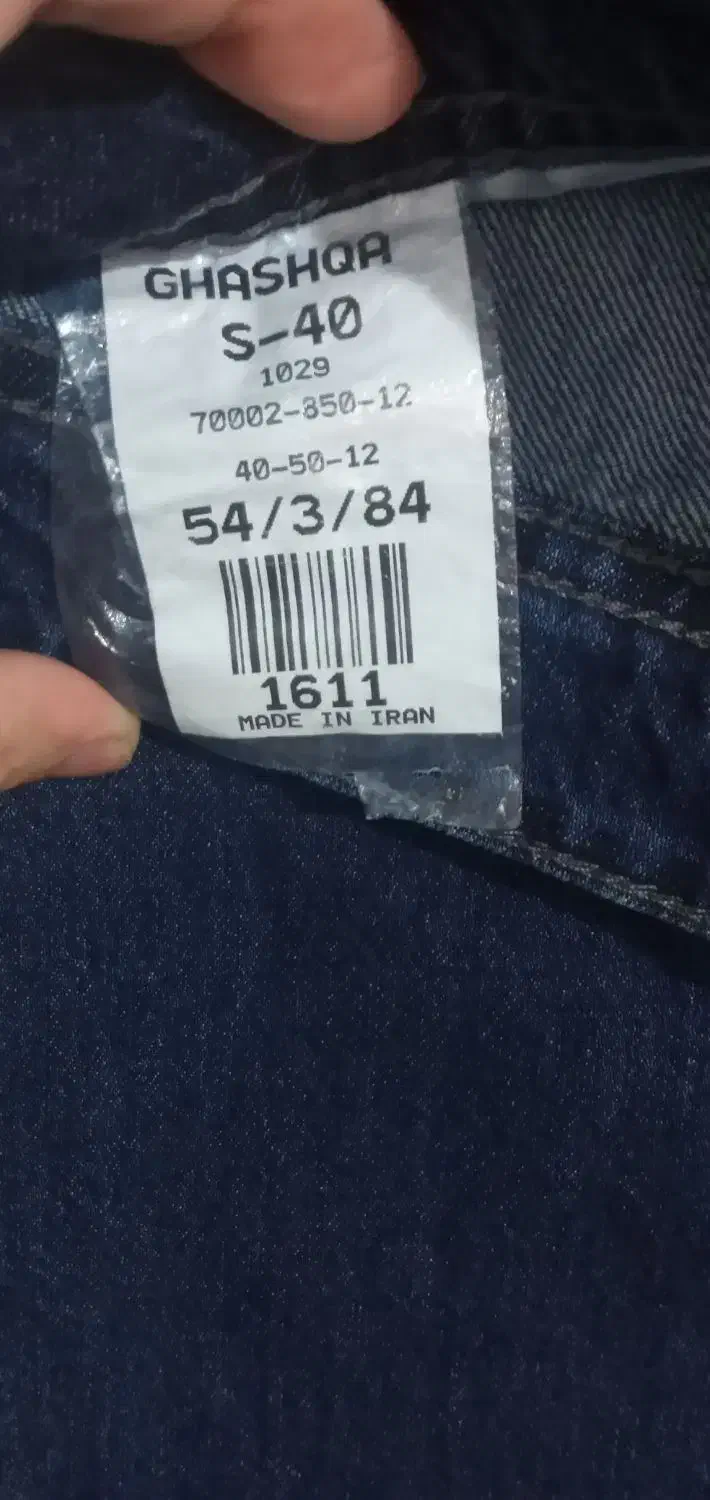 GHASHQA
S-40
1029
70002-850-12
40-50-12
54/3/84
1611
MADE IN IRAN